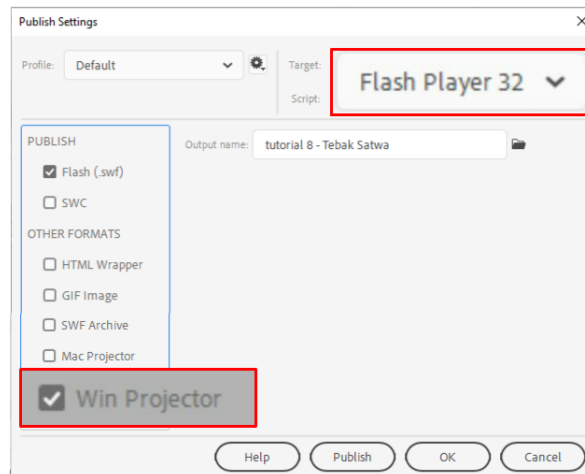 Publish Settings
Profile: Default
Target: Flash Player 32
Script:
PUBLISH
Flash (.swf)
SWC
OTHER FORMATS
HTML Wrapper
GIF Image
SWF Archive
Mac Projector
Win Projector
Output name: tutorial 8 - Tebak Satwa
Help Publish OK Cancel